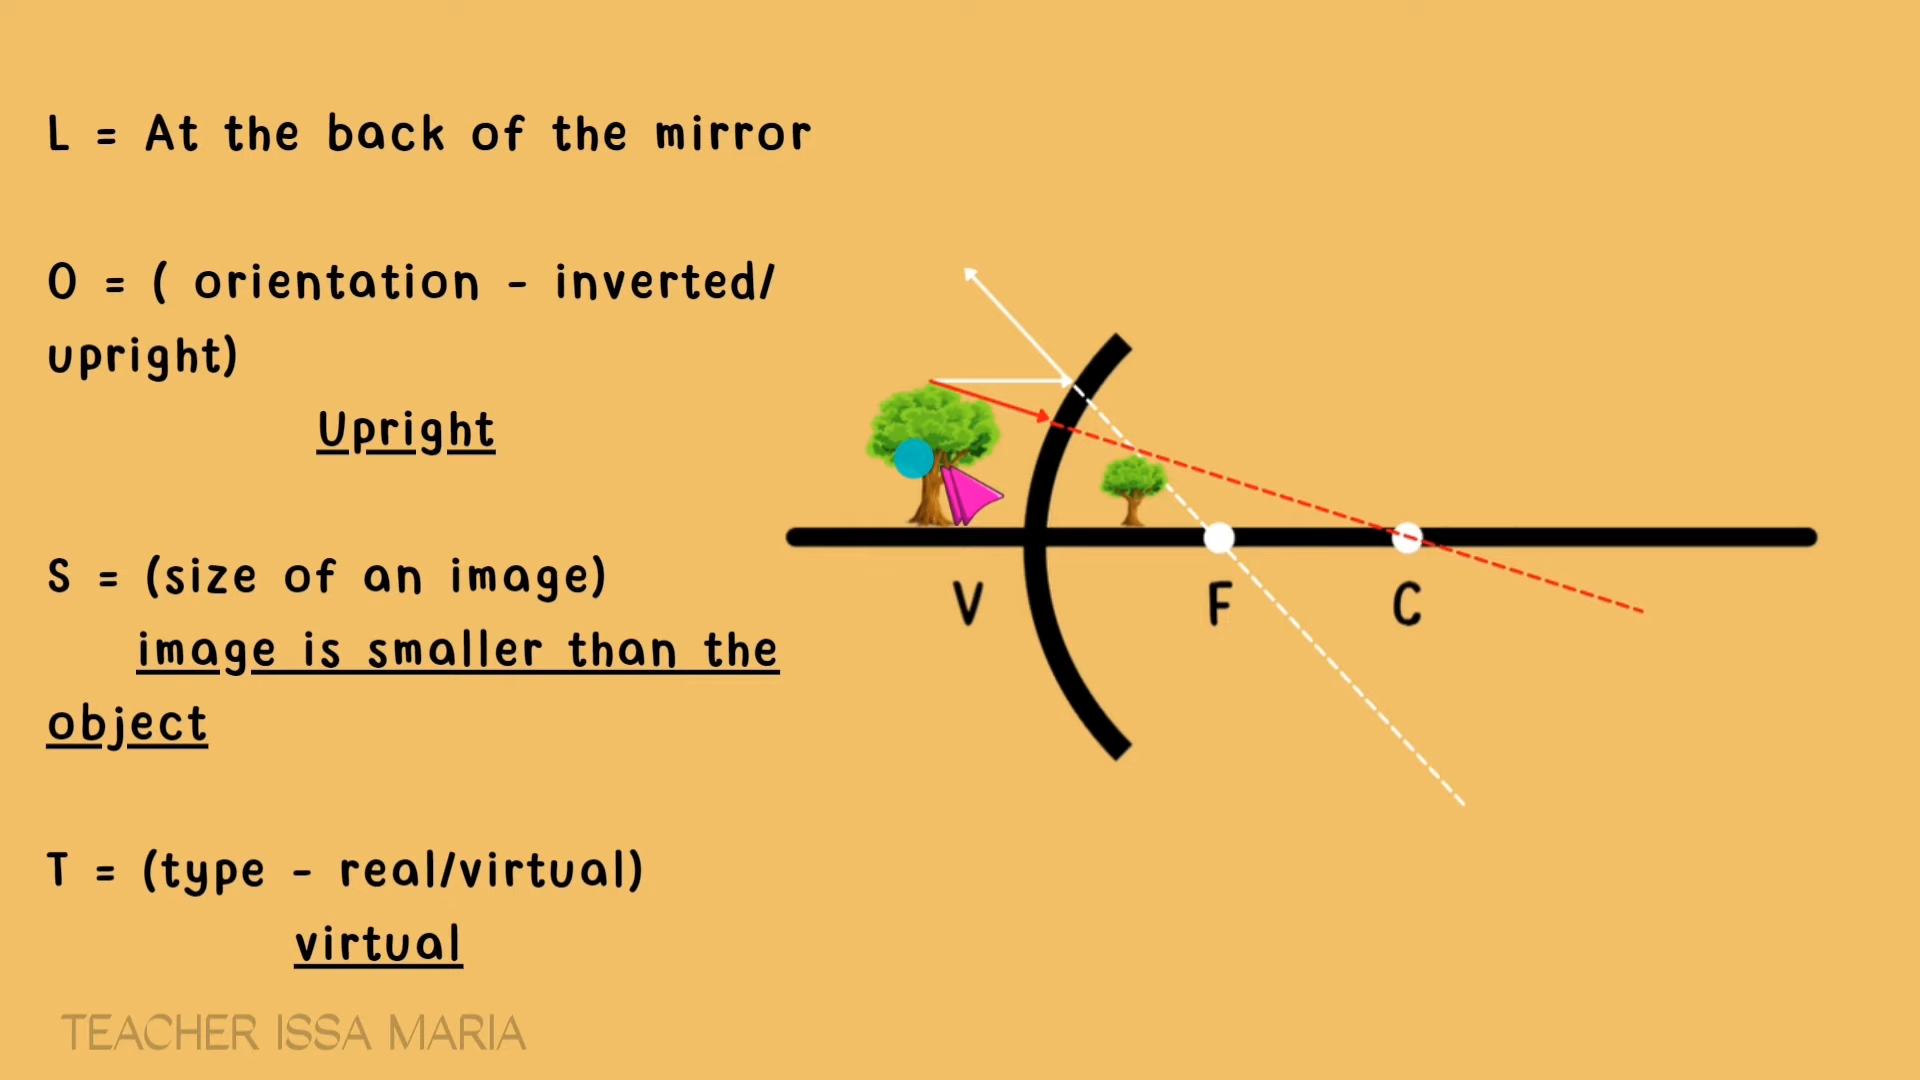 L = At the back of the mirror
O = ( orientation - inverted/
upright)
Upright
S = (size of an image)
image is smaller than the
object
T = (type - real/virtual)
virtual
V
F
C
TEACHER ISSA MARIA